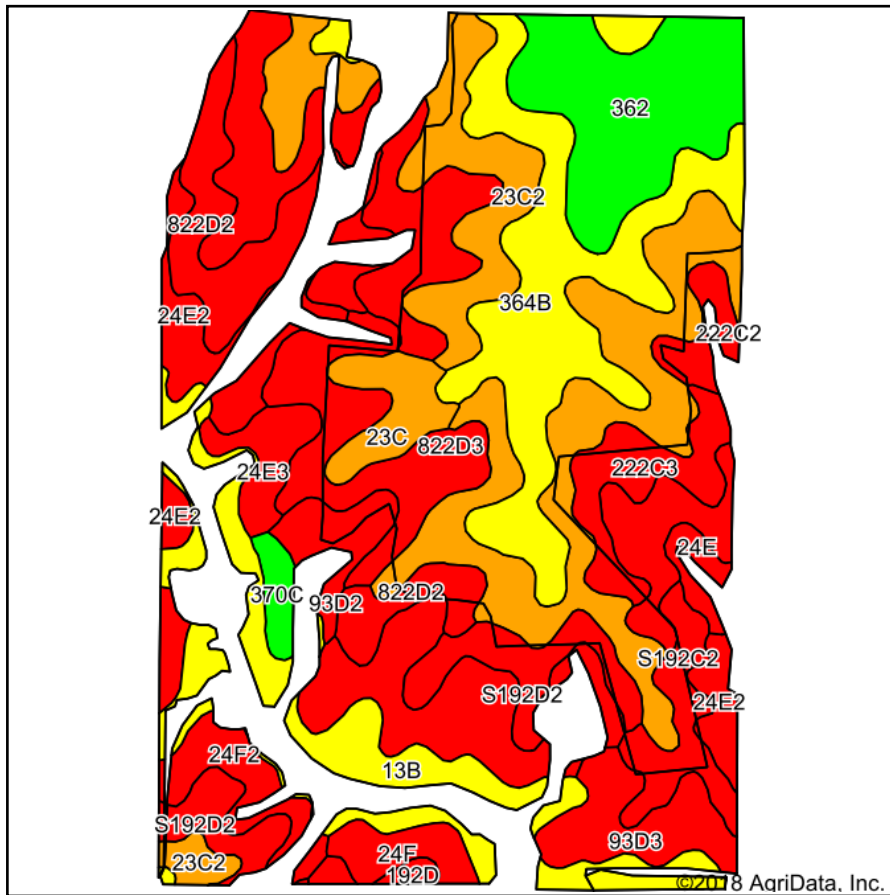 362
23C2
822D2
364B
24E2
222C2
23C
822D3
222C3
24E3
24E2
24E
370C
93D2
822D2
S192C2
S192D2
24E2
24F2
13B
S192D2
93D3
24F
23C2
192D
©2018 AgriData, Inc.